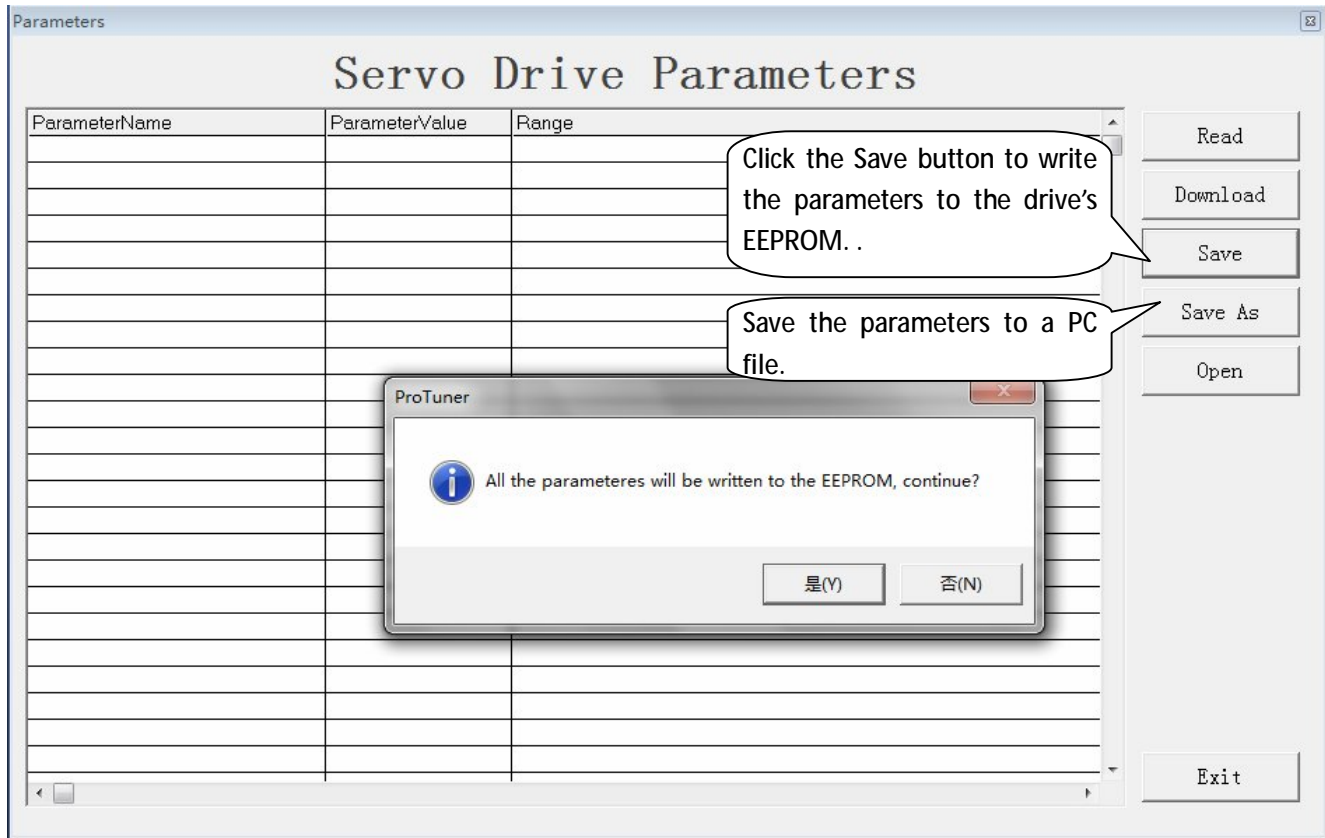 Parameters
Servo Drive Parameters
ParameterName ParameterValue Range
Read
Download
Save
Save As
Open
Click the Save button to write
the parameters to the drive's
EEPROM. .
Save the parameters to a PC
file.
ProTuner
All the parameteres will be written to the EEPROM, continue?
是(Y) 否(N)
Exit